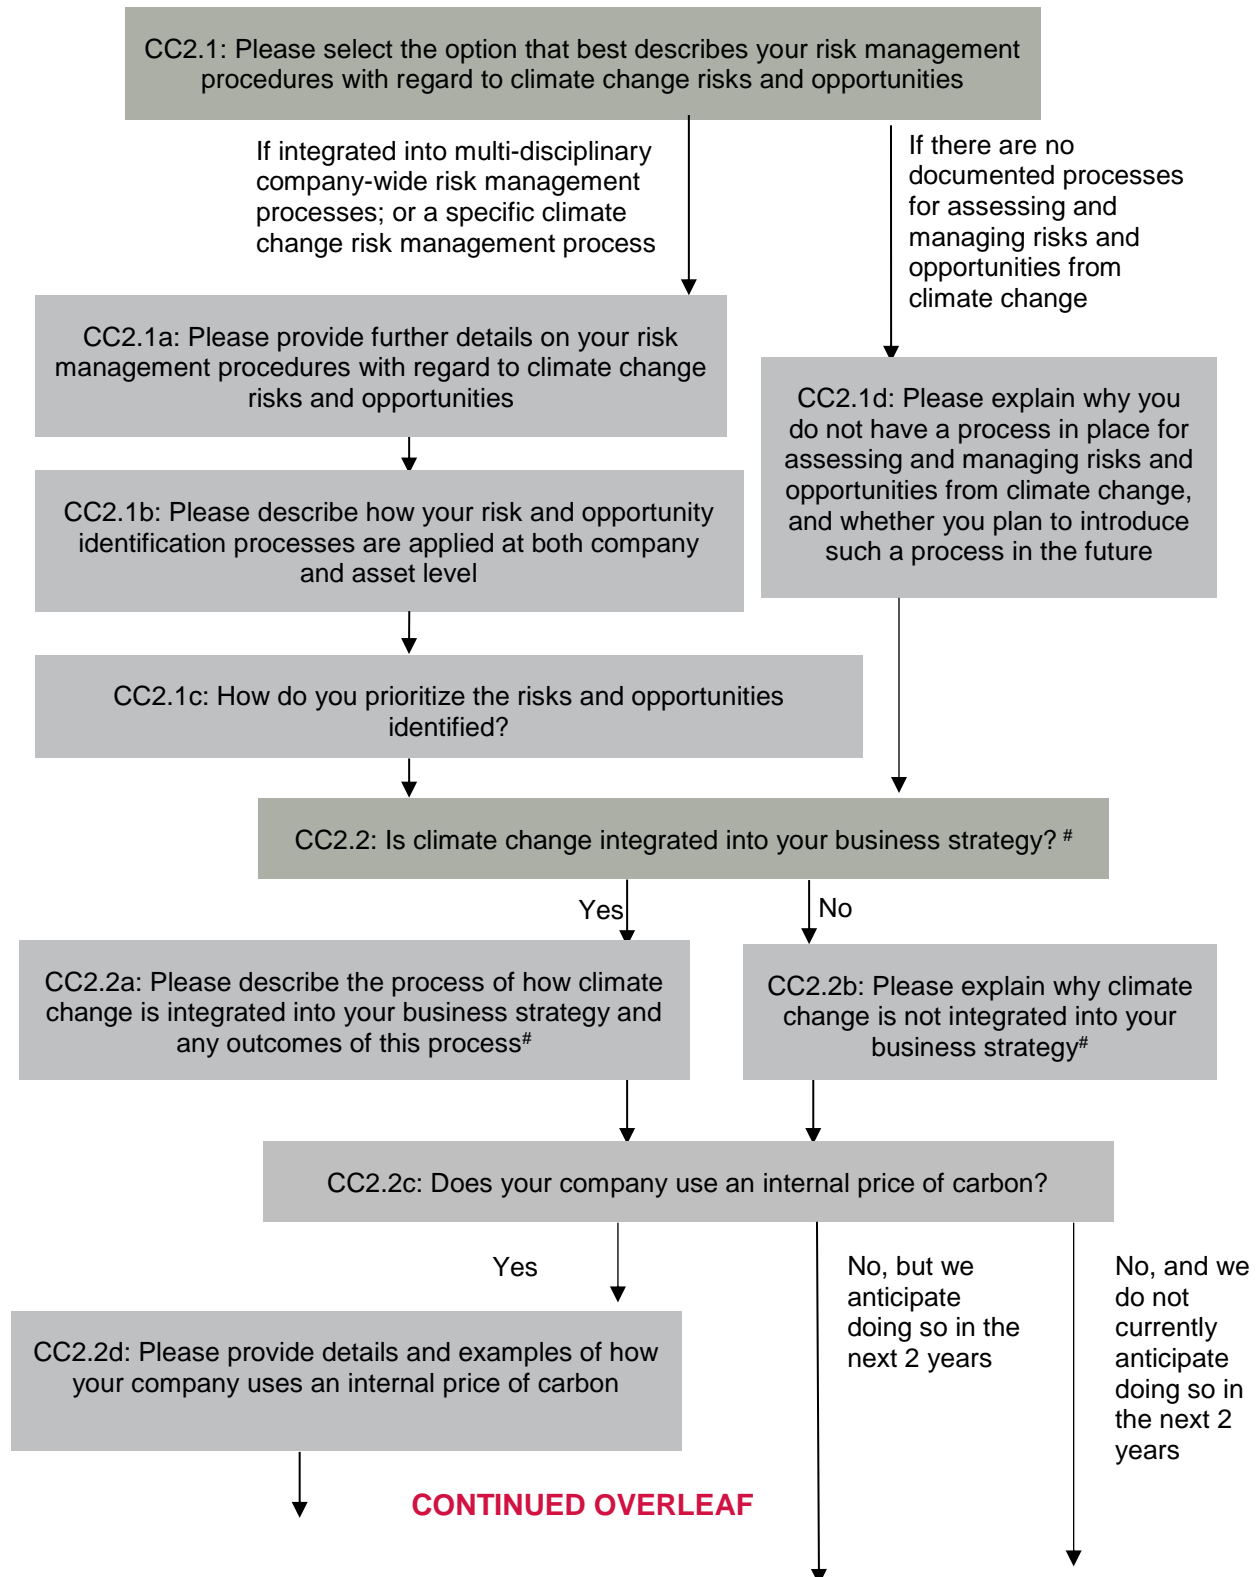 CC2.1: Please select the option that best describes your risk management
procedures with regard to climate change risks and opportunities
If integrated into multi-disciplinary
company-wide risk management
processes; or a specific climate
change risk management process
If there are no
documented processes
for assessing and
managing risks and
opportunities from
climate change
CC2.1a: Please provide further details on your risk
management procedures with regard to climate change
risks and opportunities
CC2.1d: Please explain why you
do not have a process in place for
assessing and managing risks and
opportunities from climate change,
and whether you plan to introduce
such a process in the future
CC2.1b: Please describe how your risk and opportunity
identification processes are applied at both company
and asset level
CC2.1c: How do you prioritize the risks and opportunities
identified?
CC2.2: Is climate change integrated into your business strategy? #
Yes
No
CC2.2a: Please describe the process of how climate
change is integrated into your business strategy and
any outcomes of this process#
CC2.2b: Please explain why climate
change is not integrated into your
business strategy#
CC2.2c: Does your company use an internal price of carbon?
Yes
No, but we
anticipate
doing so in the
next 2 years
No, and we
do not
currently
anticipate
doing so in
the next 2
years
CC2.2d: Please provide details and examples of how
your company uses an internal price of carbon
CONTINUED OVERLEAF